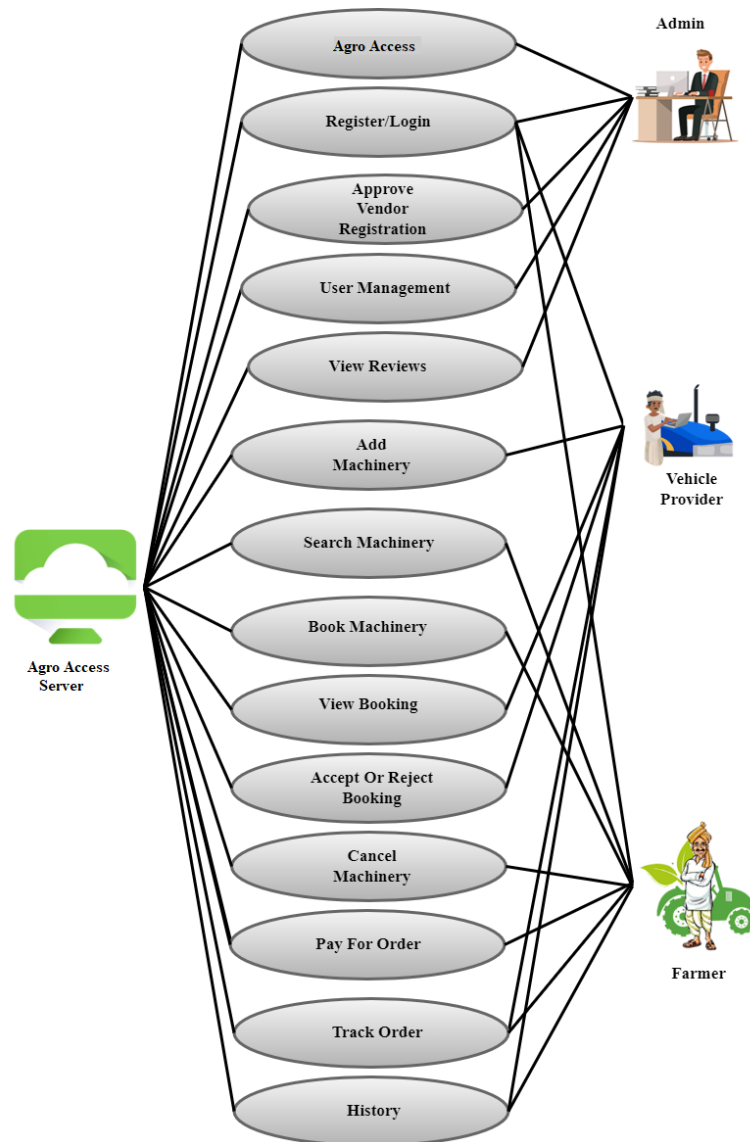 Agro Access
Admin
Register/Login
Approve
Vendor
Registration
User Management
View Reviews
Add
Machinery
Vehicle
Provider
Search Machinery
Book Machinery
Agro Access
Server
View Booking
Accept Or Reject
Booking
Cancel
Machinery
Pay For Order
Farmer
Track Order
History